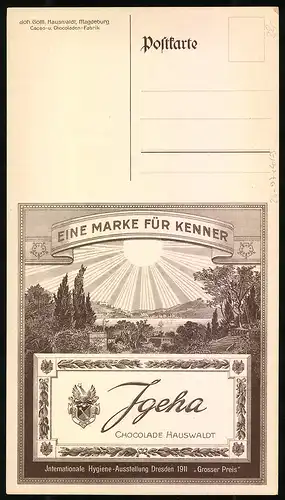 Joh. Gottl. Hauswaldt, Magdeburg
Cacao- u. Chocoladen-Fabrik
Postkarte
EINE MARKE FÜR KENNER
Igeha
CHOCOLADE HAUSWALDT
Internationale Hygiene-Ausstellung Dresden 1911 „Grosser Preis"